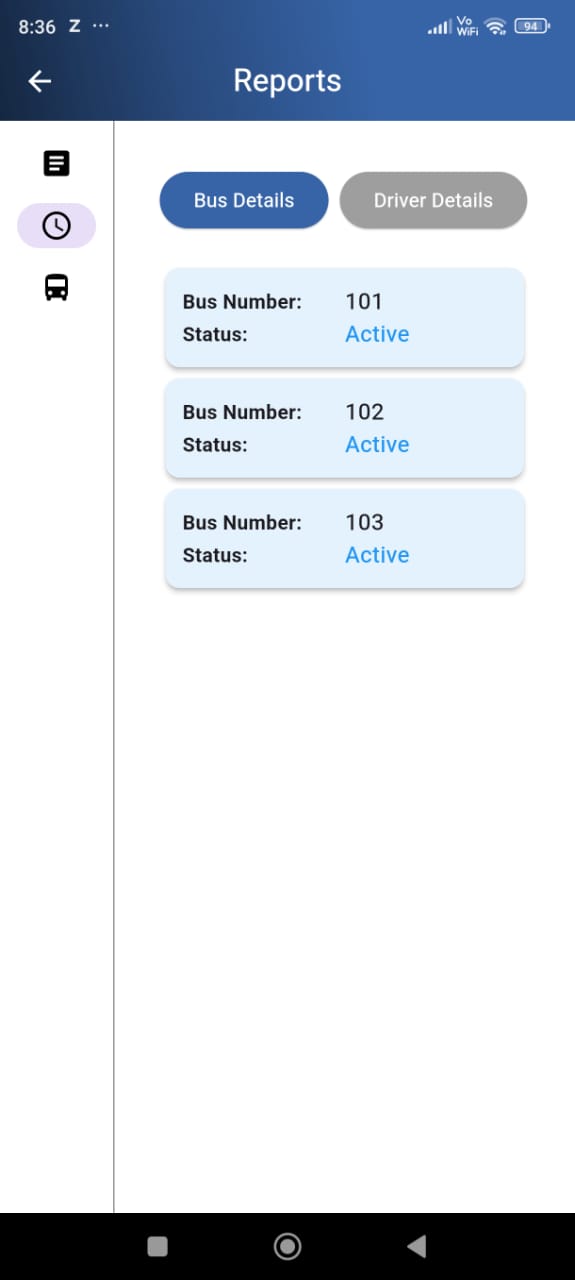 8:36 Z ... Vo WiFi 94
Reports
Bus Details Driver Details
Bus Number: 101
Status: Active
Bus Number: 102
Status: Active
Bus Number: 103
Status: Active